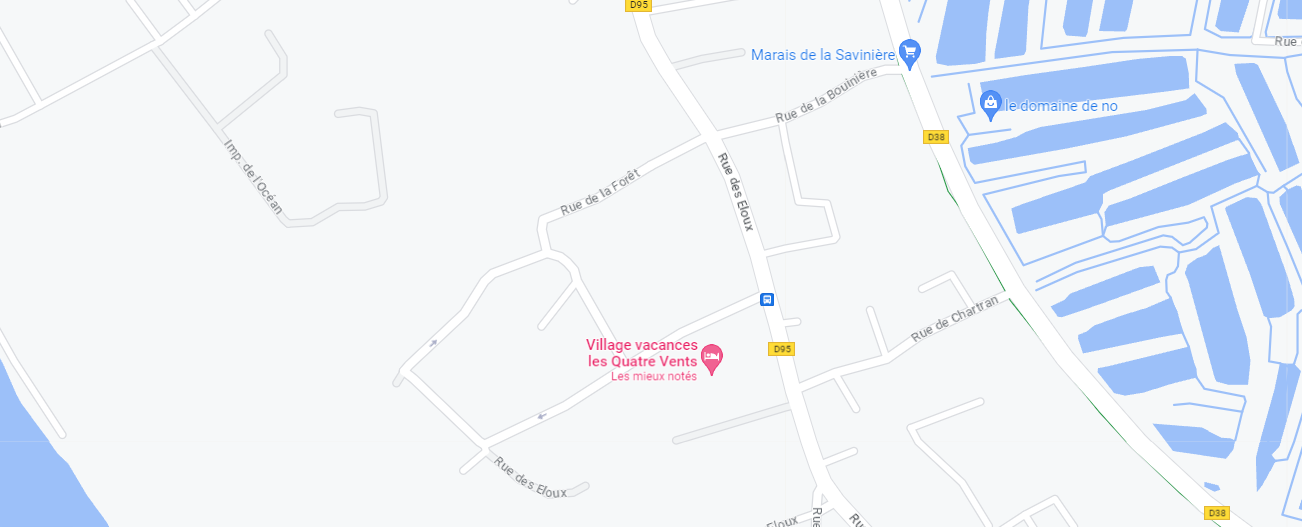 D95
Rue
Marais de la Savinière
Rue de la Bouinière
le domaine de no
D38
Imp. de l'Océan
Rue de la Forêt
Rue des Eloux
Rue de Chartran
Village vacances
les Quatre Vents
Les mieux notés
D95
Rue des Eloux
D38
Eloux
Rue
Rue